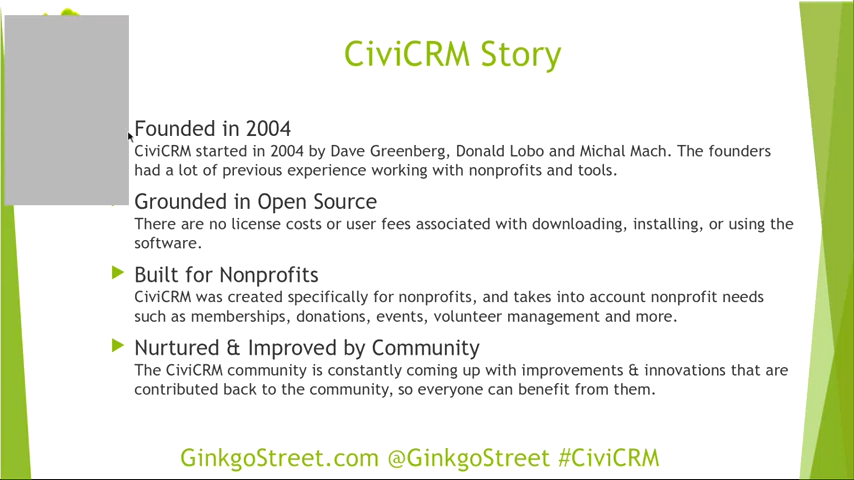 CiviCRM Story
Founded in 2004
CiviCRM started in 2004 by Dave Greenberg, Donald Lobo and Michal Mach. The founders
had a lot of previous experience working with nonprofits and tools.
Grounded in Open Source
There are no license costs or user fees associated with downloading, installing, or using the
software.
Built for Nonprofits
CiviCRM was created specifically for nonprofits, and takes into account nonprofit needs
such as memberships, donations, events, volunteer management and more.
Nurtured & Improved by Community
The CiviCRM community is constantly coming up with improvements & innovations that are
contributed back to the community, so everyone can benefit from them.
GinkgoStreet.com @GinkgoStreet #CiviCRM